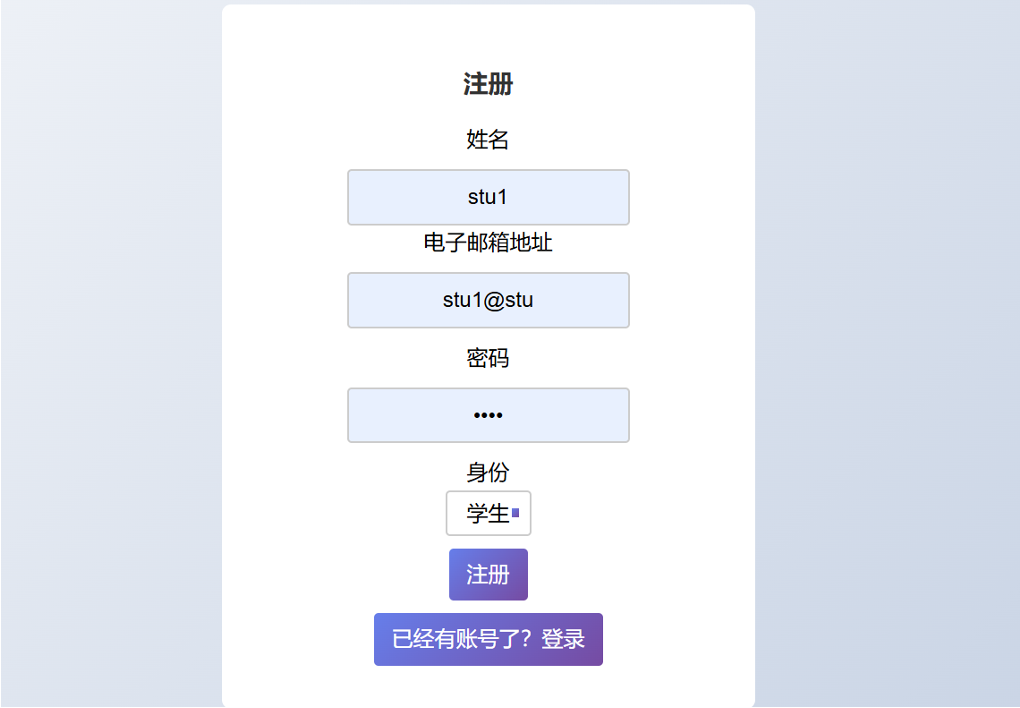 注册
姓名
stu1
电子邮箱地址
stu1@stu
密码
••••
身份
学生
注册
已经有账号了？登录